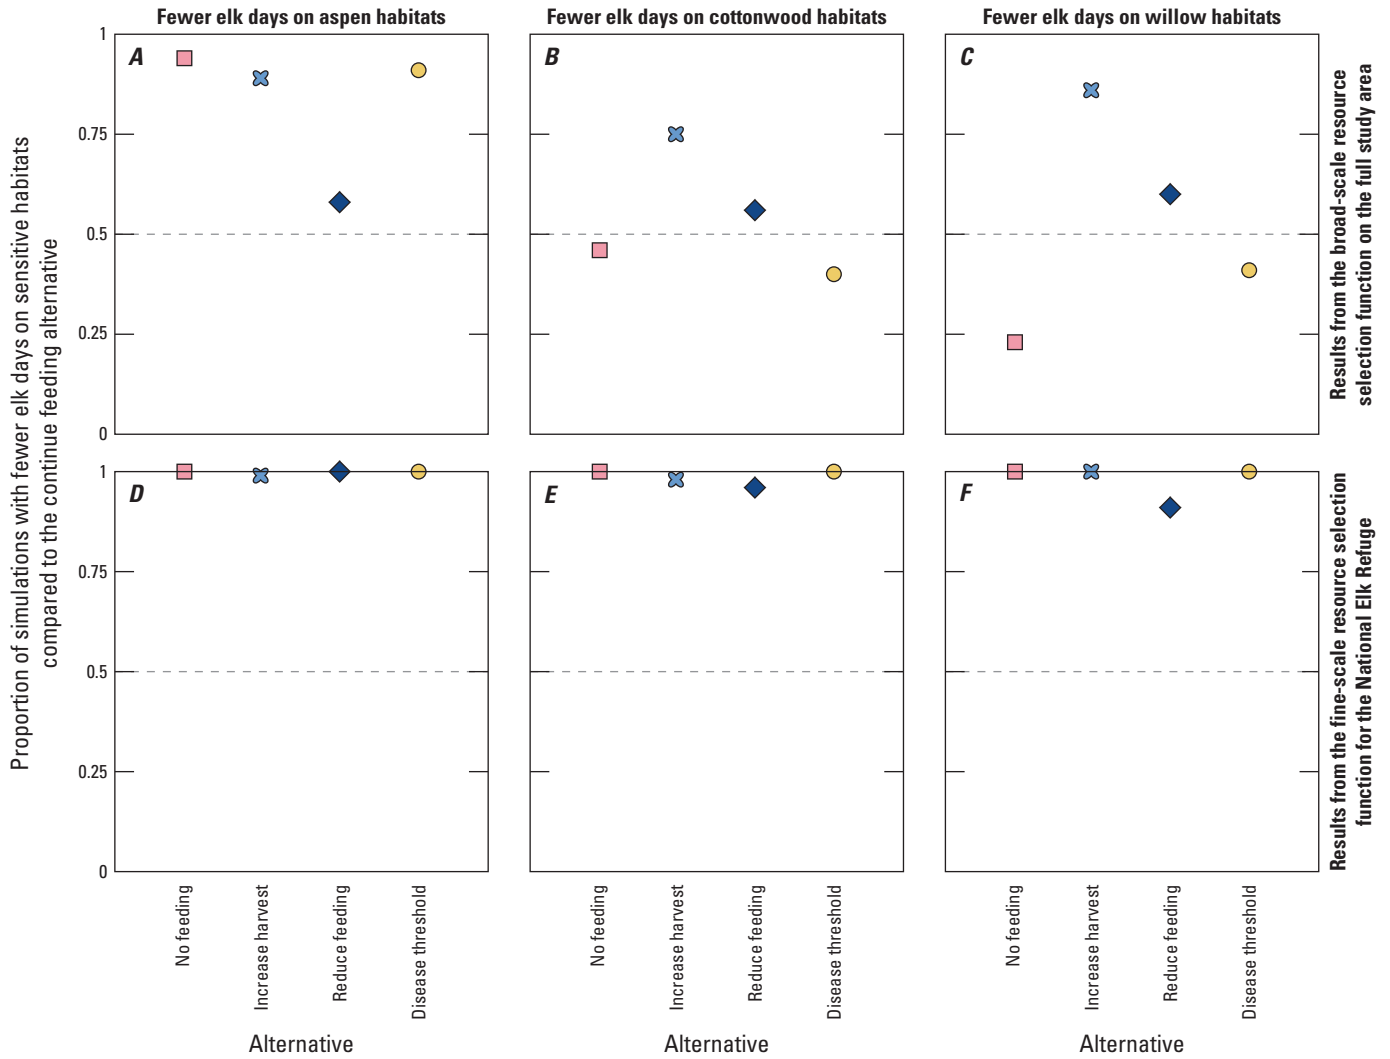 Fewer elk days on aspen habitats
Fewer elk days on cottonwood habitats
Fewer elk days on willow habitats
Proportion of simulations with fewer elk days on sensitive habitats
compared to the continue feeding alternative
1
0.75
0.5
0.25
0
A
B
C
Results from the broad-scale resource
selection function on the full study area
1
0.75
0.5
0.25
0
D
E
F
Results from the fine-scale resource selection
function for the National Elk Refuge
No feeding
Increase harvest
Reduce feeding
Disease threshold
No feeding
Increase harvest
Reduce feeding
Disease threshold
No feeding
Increase harvest
Reduce feeding
Disease threshold
Alternative
Alternative
Alternative